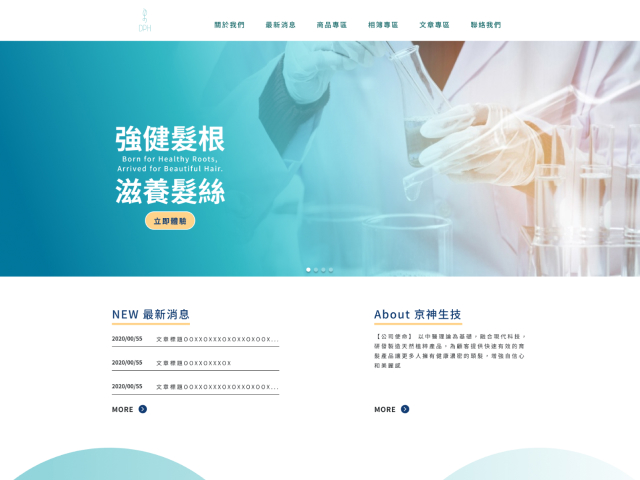 DPH
關於我們 最新消息 商品專區 相簿專區 文章專區 聯絡我們
強健髮根
Born for Healthy Roots,
Arrived for Beautiful Hair.
滋養髮絲
立即體驗
NEW 最新消息
2020/00/55 文章標題OOXXOXXXOXOXXOXOOX...
2020/00/55 文章標題OOXXOXXXOX
2020/00/55 文章標題OOXXOXXXOXOXXOXOOX...
MORE
About 京神生技
【公司使命】 以中醫理論為基礎，融合現代科技，
研發製造天然植粹產品，為顧客提供快速有效的育
髮產品讓更多人擁有健康濃密的頭髮，增強自信心
和美麗感
MORE